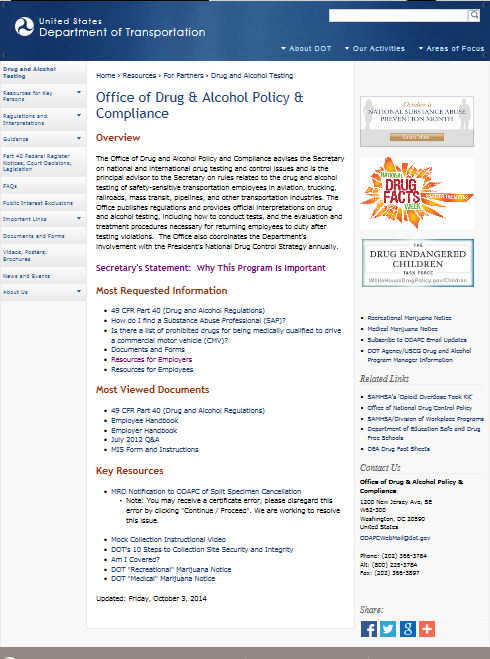 United States
Department of Transportation
About DOT
Our Activities
Areas of Focus
Drug and Alcohol
Testing
Resources for Key
Persons
Regulations and
Interpretations
Guidance
Part 40 Federal Register
Notices, Court Decisions,
Legislation
FAQs
Public Interest Exclusions
Important Links
Documents and Forms
Videos, Posters,
Brochures
News and Events
About Us
Home › Resources › For Partners › Drug and Alcohol Testing
Office of Drug & Alcohol Policy &
Compliance
Overview
The Office of Drug and Alcohol Policy and Compliance advises the Secretary
on national and international drug testing and control issues and is the
principal advisor to the Secretary on rules related to the drug and alcohol
testing of safety-sensitive transportation employees in aviation, trucking,
railroads, mass transit, pipelines, and other transportation industries. The
Office publishes regulations and provides official interpretations on drug
and alcohol testing, including how to conduct tests, and the evaluation and
treatment procedures necessary for returning employees to duty after
testing violations. The Office also coordinates the Department's
involvement with the President's National Drug Control Strategy annually.
Secretary's Statement: Why This Program Is Important
Most Requested Information
• 49 CFR Part 40 (Drug and Alcohol Regulations)
• How do I find a Substance Abuse Professional (SAP)?
• Is there a list of prohibited drugs for being medically qualified to drive
a commercial motor vehicle (CMV)?
• Documents and Forms
• Resources for Employers
• Resources for Employees
Most Viewed Documents
• 49 CFR Part 40 (Drug and Alcohol Regulations)
• Employee Handbook
• Employer Handbook
• July 2012 Q&A
• MIS Form and Instructions
Key Resources
• MRO Notification to ODAPC of Split Specimen Cancellation
• Note: You may receive a certificate error, please disregard this
error by clicking "Continue / Proceed". We are working to resolve
this issue.
• Mock Collection Instructional Video
• DOT's 10 Steps to Collection Site Security and Integrity
• Am I Covered?
• DOT "Recreational" Marijuana Notice
• DOT "Medical" Marijuana Notice
Updated: Friday, October 3, 2014
October is
NATIONAL SUBSTANCE ABUSE
PREVENTION MONTH
Learn More
NATIONAL
DRUG
FACTS
WEEK
SHATTER THE MYTHS
THE
DRUG ENDANGERED
CHILDREN
TASK FORCE
WhiteHouseDrugPolicy.gov/Children
• Recreational Marijuana Notice
• Medical Marijuana Notice
• Subscribe to ODAPC Email Updates
• DOT Agency/USCG Drug and Alcohol
Program Manager Information
Related Links
• SAMHSA's 'Opioid Overdose Tool Kit'
• Office of National Drug Control Policy
• SAMHSA/Division of Workplace Programs
• Department of Education Safe and Drug
Free Schools
• DEA Drug Fact Sheets
Contact Us
Office of Drug & Alcohol Policy &
Compliance
1200 New Jersey Ave, SE
W62-300
Washington, DC 20590
United States
ODAPCWebMail@dot.gov
Phone: (202) 366-3784
Alt: (800) 225-3784
Fax: (202) 366-3897
Share: